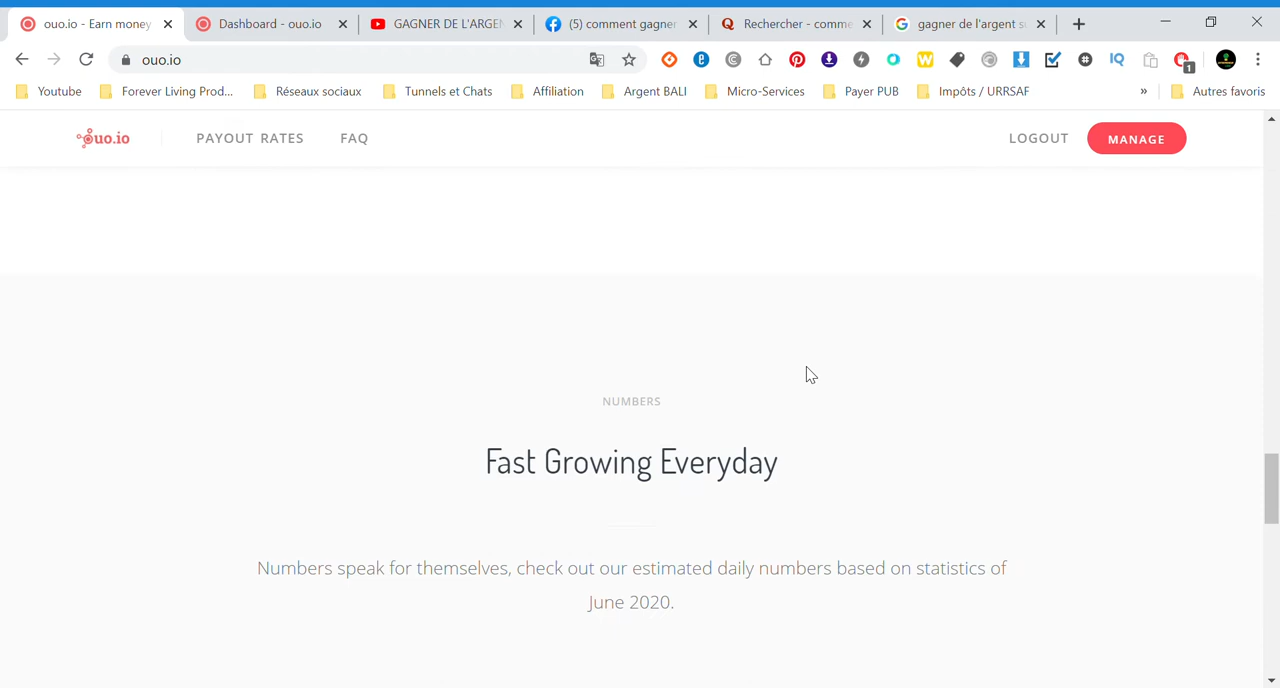 ouo.io - Earn money
Dashboard - ouo.io
GAGNER DE L'ARGEN
(5) comment gagner
Rechercher - comme
gagner de l'argent su
ouo.io
1
Youtube
Forever Living Prod...
Réseaux sociaux
Tunnels et Chats
Affiliation
Argent BALI
Micro-Services
Payer PUB
Impôts / URRSAF
»
Autres favoris
ouo.io
PAYOUT RATES
FAQ
LOGOUT
MANAGE
NUMBERS
Fast Growing Everyday
Numbers speak for themselves, check out our estimated daily numbers based on statistics of
June 2020.